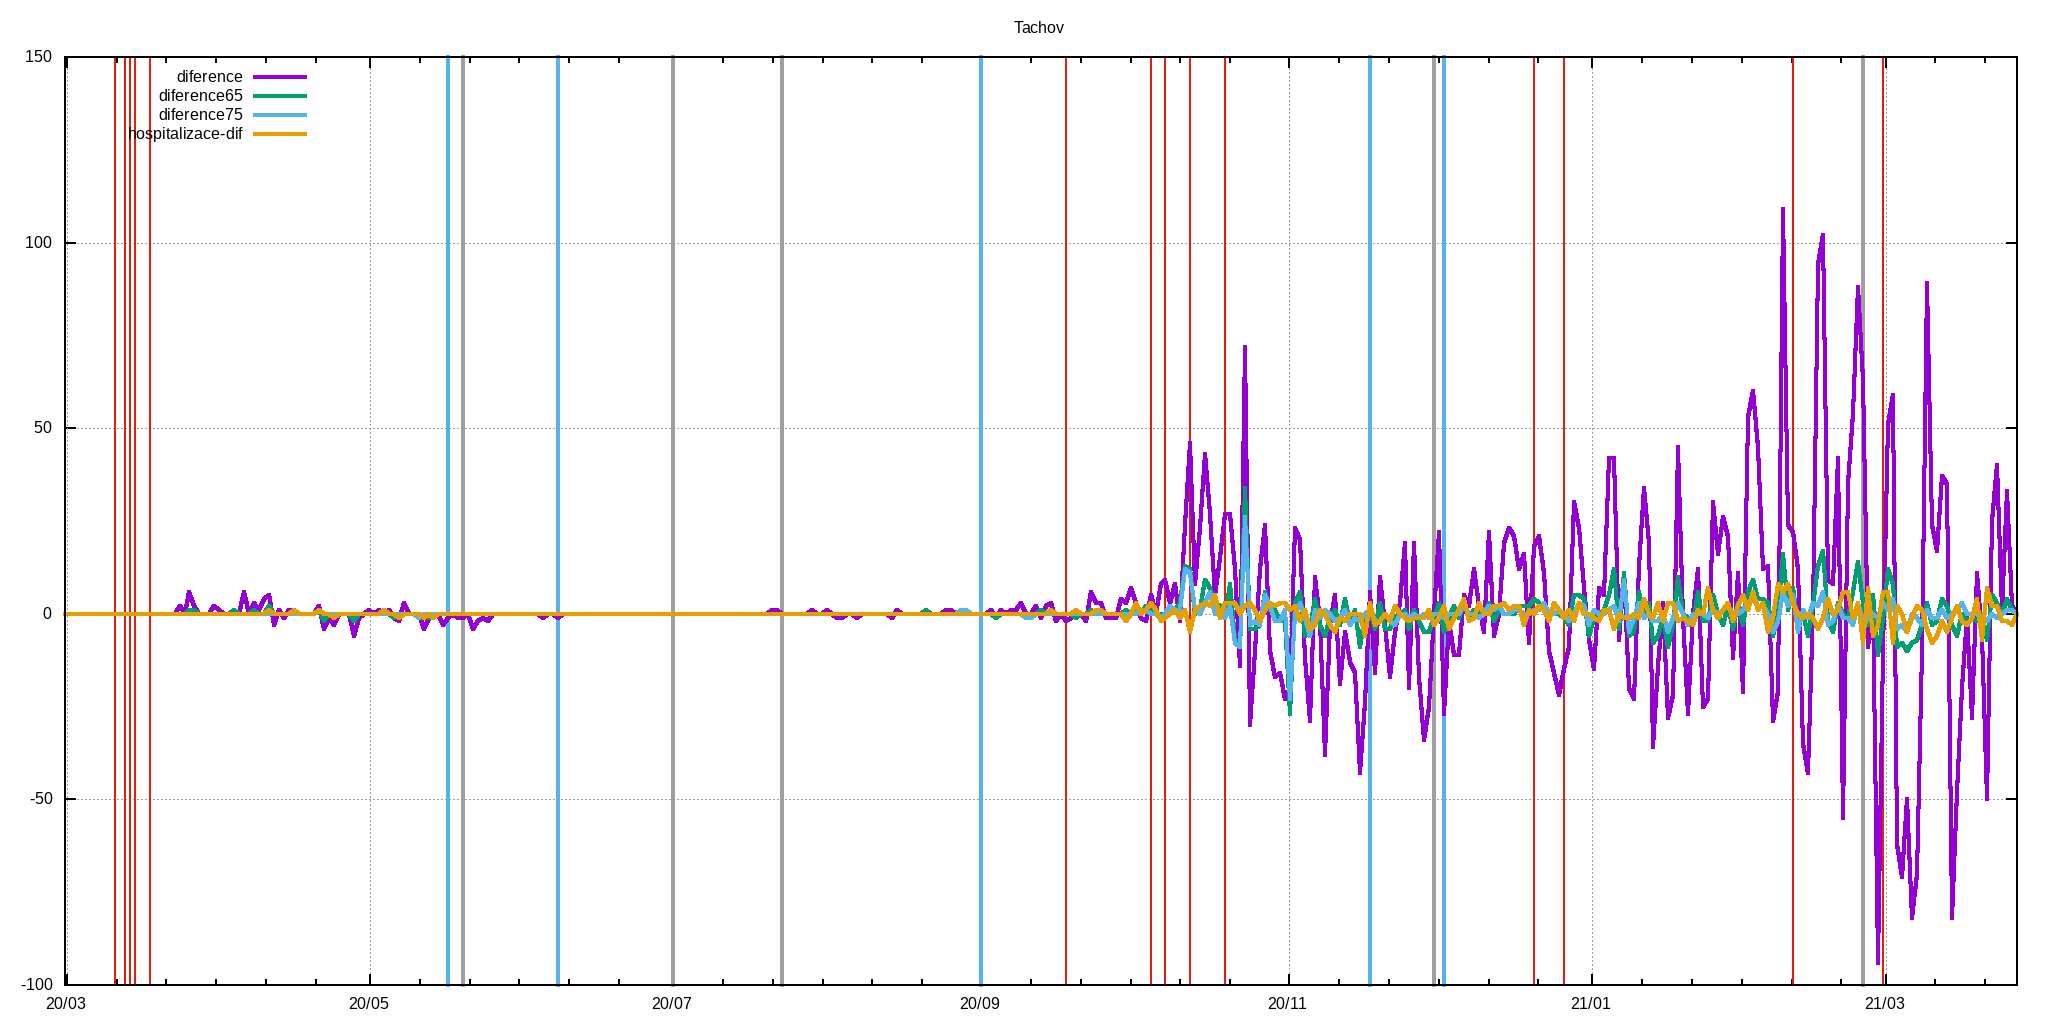 Tachov
150
100
50
0
-50
-100
diference
diference65
diference75
hospitalizace-dif
20/03 20/05 20/07 20/09 20/11 21/01 21/03